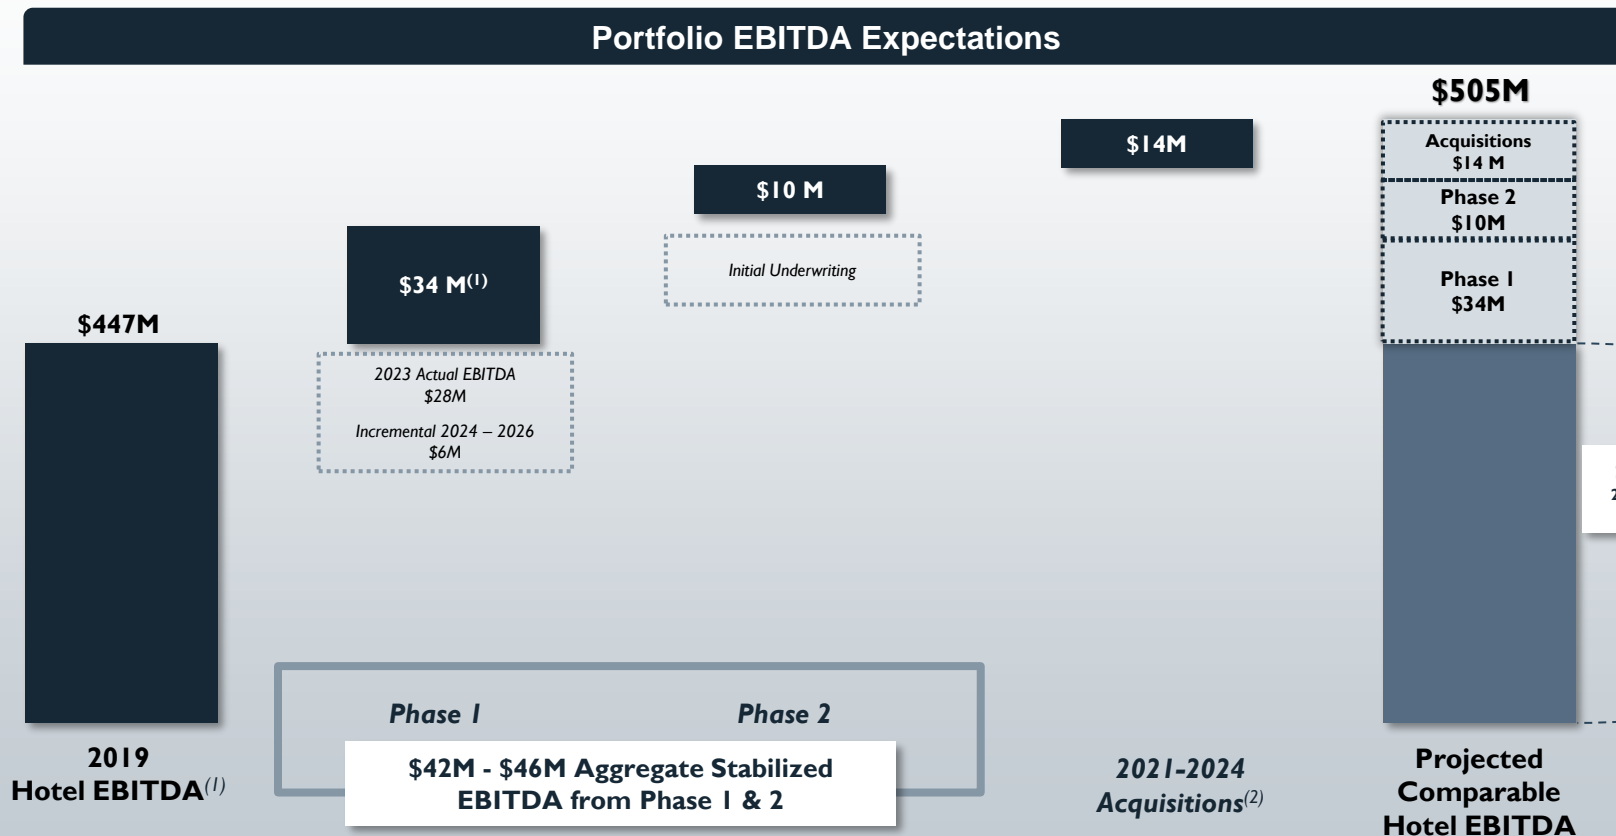 Portfolio EBITDA Expectations
$505M
Acquisitions
$14 M
Phase 2
$10M
Phase 1
$34M
$14M
$10 M
Initial Underwriting
$34 M(1)
2023 Actual EBITDA
$28M
Incremental 2024 – 2026
$6M
$447M
Phase 1
Phase 2
$42M - $46M Aggregate Stabilized
EBITDA from Phase 1 & 2
2019
Hotel EBITDA(1)
2021-2024
Acquisitions(2)
Projected
Comparable
Hotel EBITDA